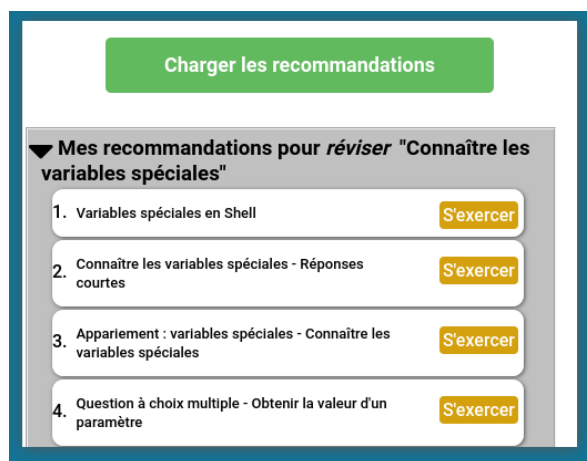 Charger les recommandations
Mes recommandations pour réviser "Connaître les
variables spéciales"
1. Variables spéciales en Shell S'exercer
2. Connaître les variables spéciales - Réponses
courtes S'exercer
3. Appariement : variables spéciales - Connaître les
variables spéciales S'exercer
4. Question à choix multiple - Obtenir la valeur d'un
paramètre S'exercer